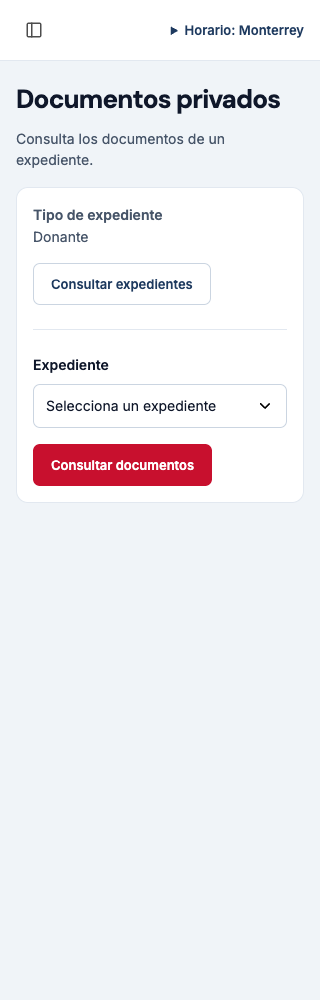 Horario: Monterrey
Documentos privados
Consulta los documentos de un
expediente.
Tipo de expediente
Donante
Consultar expedientes
Expediente
Selecciona un expediente
Consultar documentos